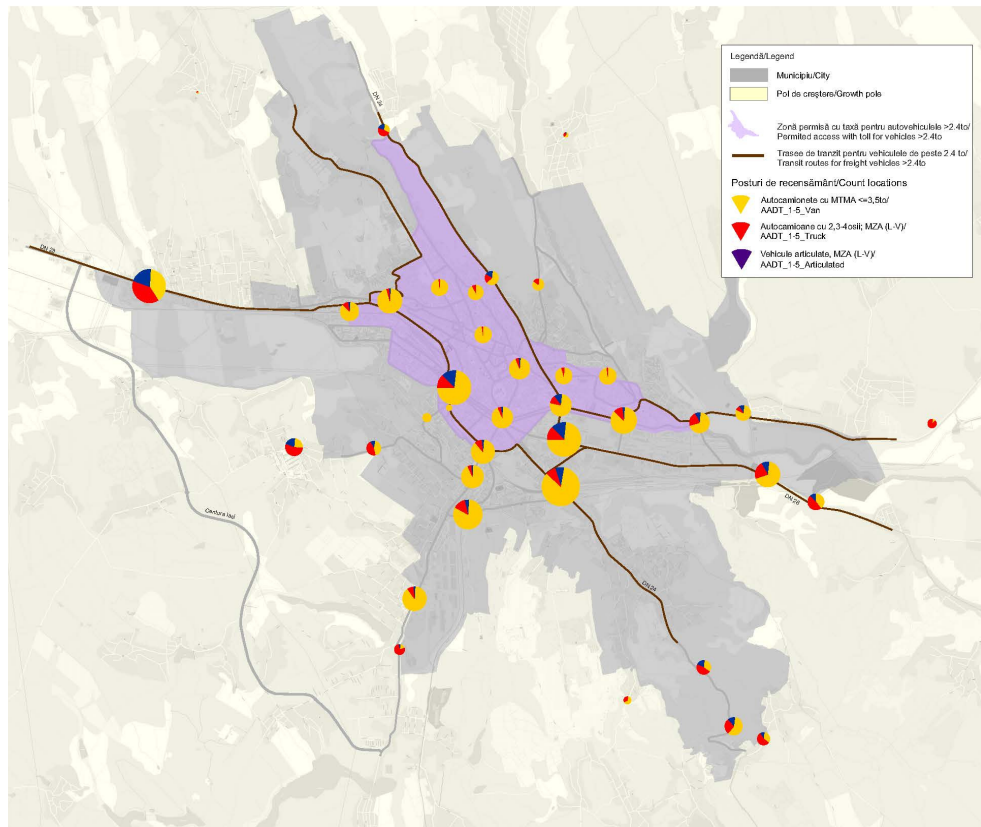 Legendă/Legend
Municipiu/City
Pol de creștere/Growth pole
Zonă permisă cu taxă pentru autovehiculele >2.4to/
Permited access with toll for vehicles >2.4to
Trasee de tranzit pentru vehiculele de peste 2.4 to/
Transit routes for freight vehicles >2.4to
Posturi de recensământ/Count locations
Autocamionete cu MTMA <=3,5to/
AADT_1-5_Van
Autocamioane cu 2,3-4osii; MZA (L-V)/
AADT_1-5_Truck
Vehicule articulate, MZA (L-V)/
AADT_1-5_Articulated
DN 24
DN 28
DN 28
Centura Iasi
DN24